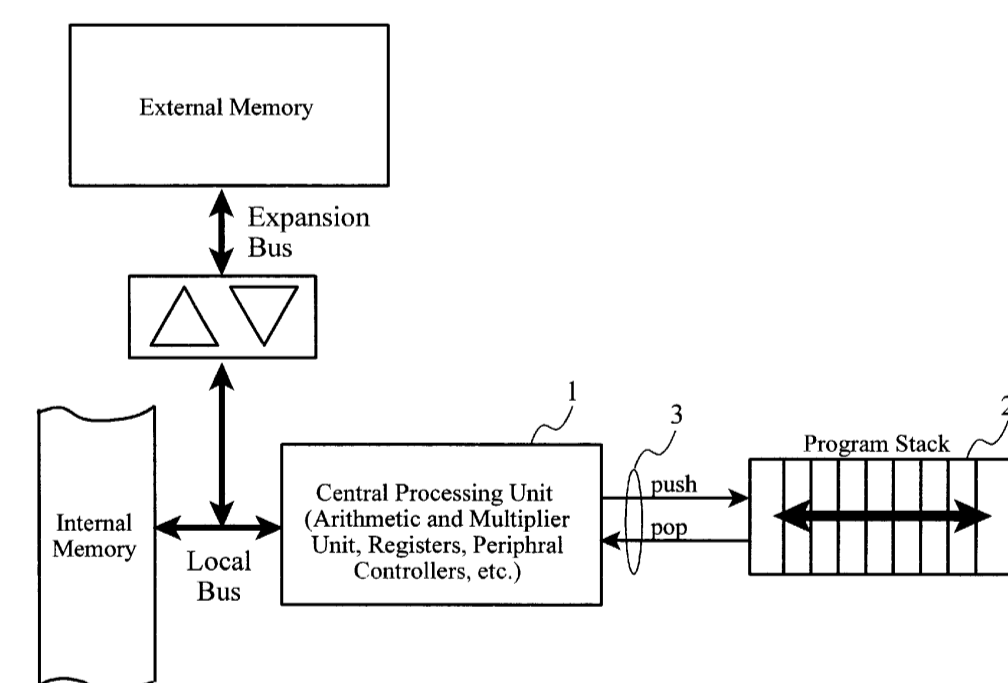 External Memory
Expansion
Bus
1
3
2
Program Stack
push
pop
Central Processing Unit
(Arithmetic and Multiplier
Unit, Registers, Periphral
Controllers, etc.)
Internal
Memory
Local
Bus